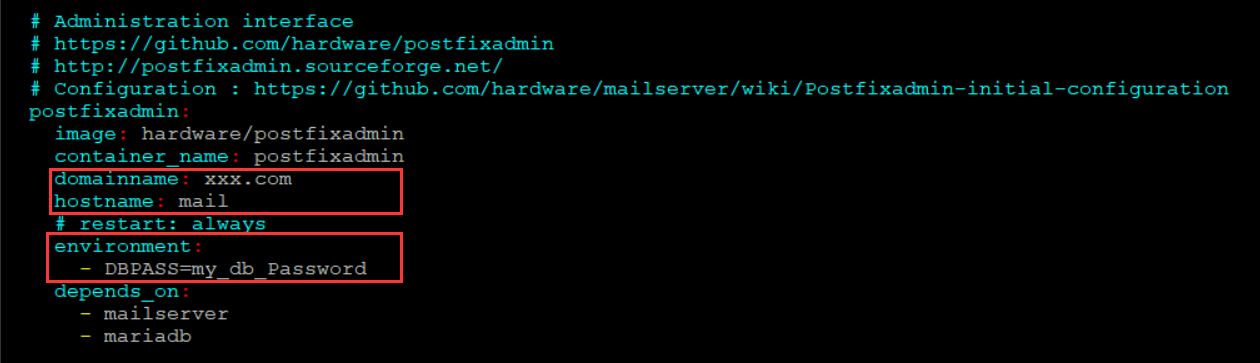 # Administration interface
# https://github.com/hardware/postfixadmin
# http://postfixadmin.sourceforge.net/
# Configuration : https://github.com/hardware/mailserver/wiki/Postfixadmin-initial-configuration
postfixadmin:
  image: hardware/postfixadmin
  container_name: postfixadmin
  domainname: xxx.com
  hostname: mail
  # restart: always
  environment:
    - DBPASS=my_db_Password
  depends_on:
    - mailserver
    - mariadb